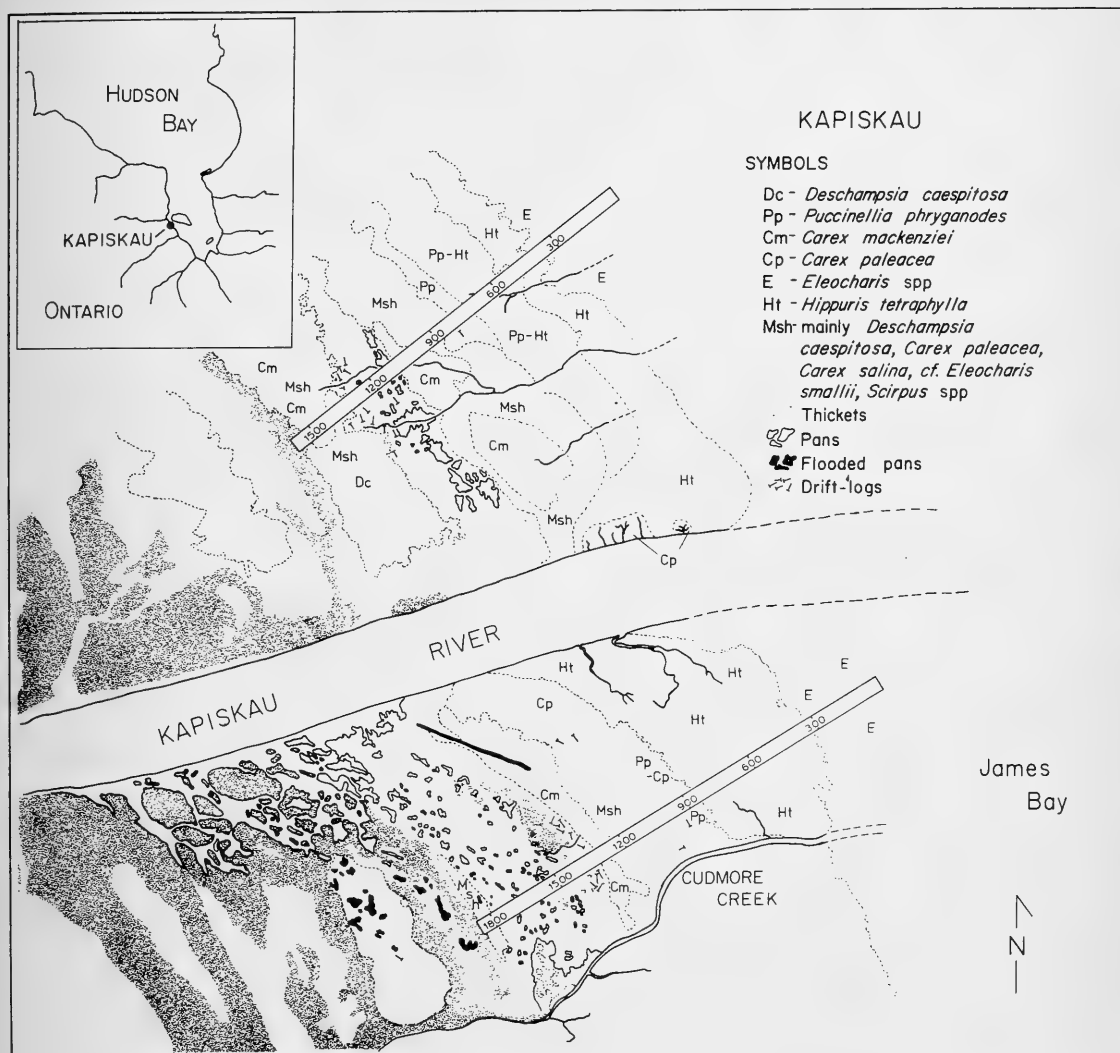 HUDSON
BAY
KAPISKAU
ONTARIO
KAPISKAU
SYMBOLS
Dc - Deschampsia caespitosa
Pp - Puccinellia phryganodes
Cm - Carex mackenziei
Cp - Carex paleacea
E - Eleocharis spp
Ht - Hippuris tetraphylla
Msh - mainly Deschampsia
caespitosa, Carex paleacea,
Carex salina, cf. Eleocharis
smallii, Scirpus spp
Thickets
Pans
Flooded pans
Drift-logs
E
Ht
300
Pp-Ht
600
E
Pp
Msh
Ht
900
Pp-Ht
Cm
Msh
1200
Cm
Cm
Msh
1500
Msh
Cm
Dc
Ht
Msh
Cp
RIVER
KAPISKAU
Ht
Ht
E
E
Cp
Ht
300
E
Pp
-Cp
600
James
Bay
Cm
900
Msh
Pp
Ht
1200
CUDMORE
CREEK
1500
Cm
1800
N